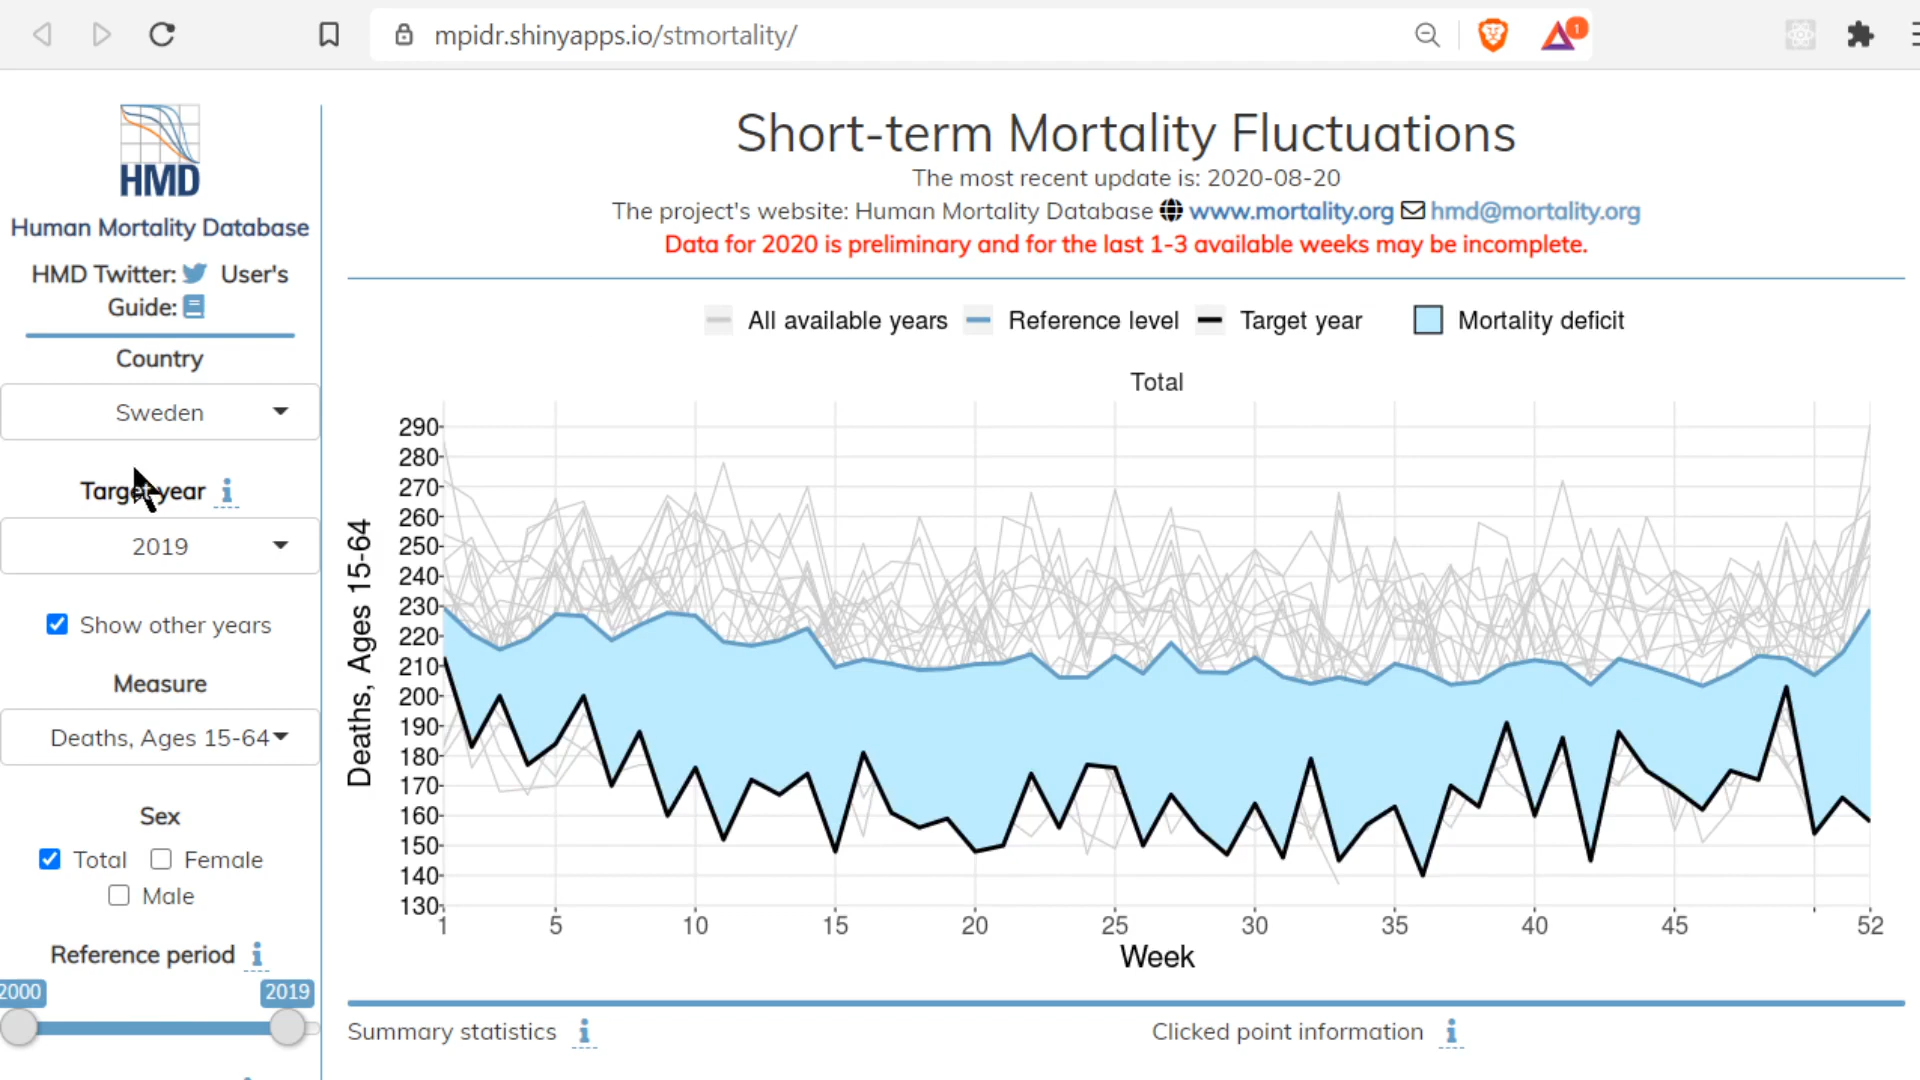 mpidr.shinyapps.io/stmortality/
1
HMD
Human Mortality Database
HMD Twitter: User's
Guide:
Country
Sweden
Target year
2019
Show other years
Measure
Deaths, Ages 15-64
Sex
Total Female
Male
Reference period
2000 2019
Short-term Mortality Fluctuations
The most recent update is: 2020-08-20
The project's website: Human Mortality Database www.mortality.org hmd@mortality.org
Data for 2020 is preliminary and for the last 1-3 available weeks may be incomplete.
All available years Reference level Target year Mortality deficit
Total
Deaths, Ages 15-64
290
280
270
260
250
240
230
220
210
200
190
180
170
160
150
140
130
1 5 10 15 20 25 30 35 40 45 52
Week
Summary statistics Clicked point information